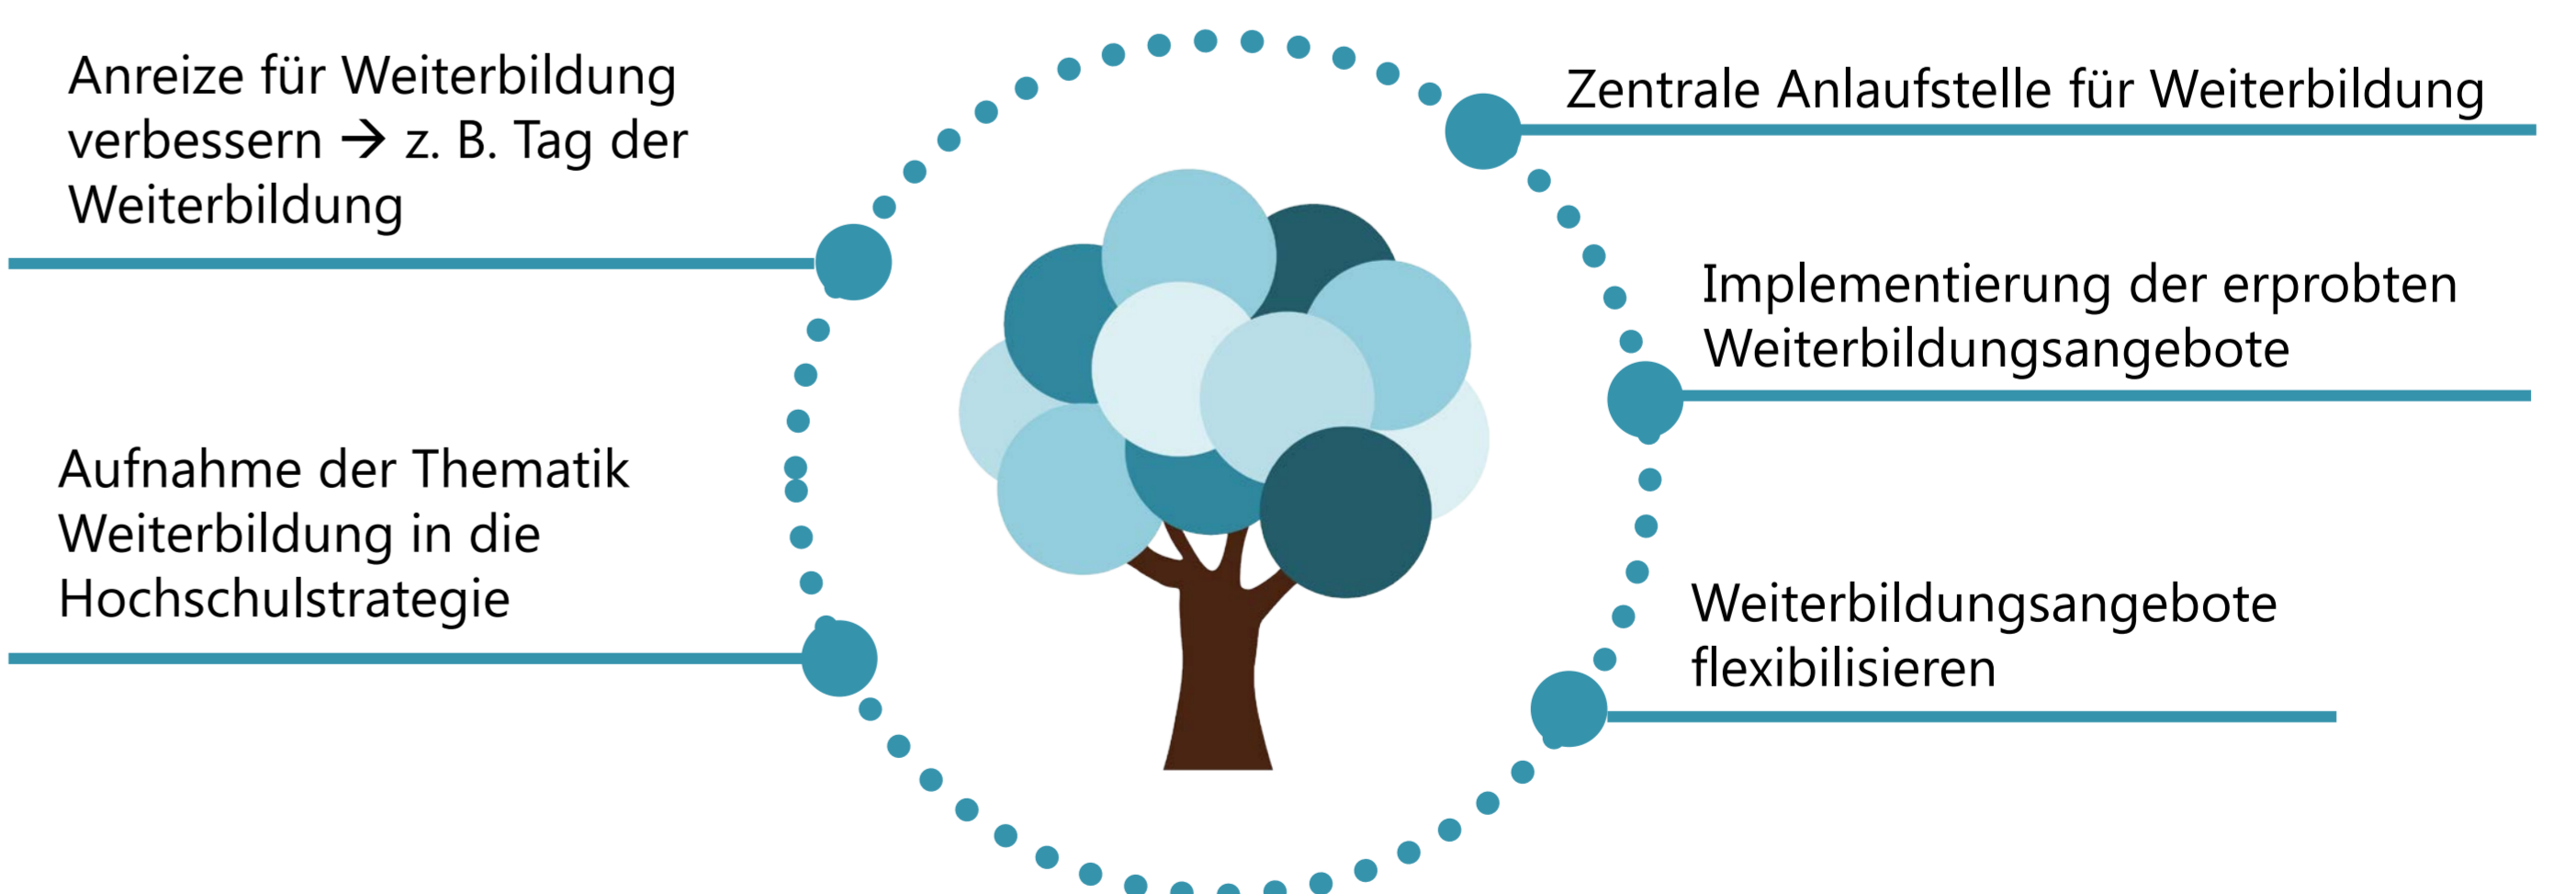 Anreize für Weiterbildung
verbessern → z. B. Tag der
Weiterbildung
Aufnahme der Thematik
Weiterbildung in die
Hochschulstrategie
Zentrale Anlaufstelle für Weiterbildung
Implementierung der erprobten
Weiterbildungsangebote
Weiterbildungsangebote
flexibilisieren